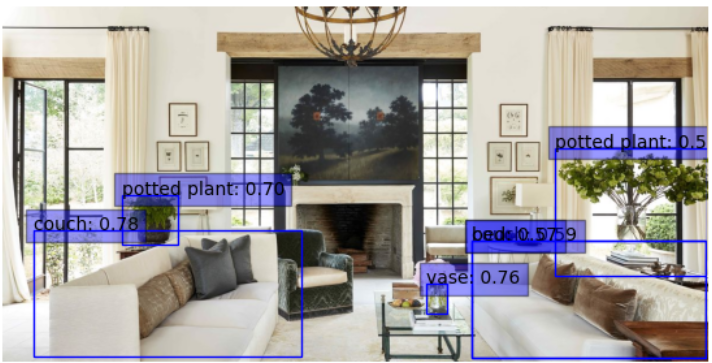 potted plant: 0.5
potted plant: 0.70
couch: 0.78
vase: 0.76